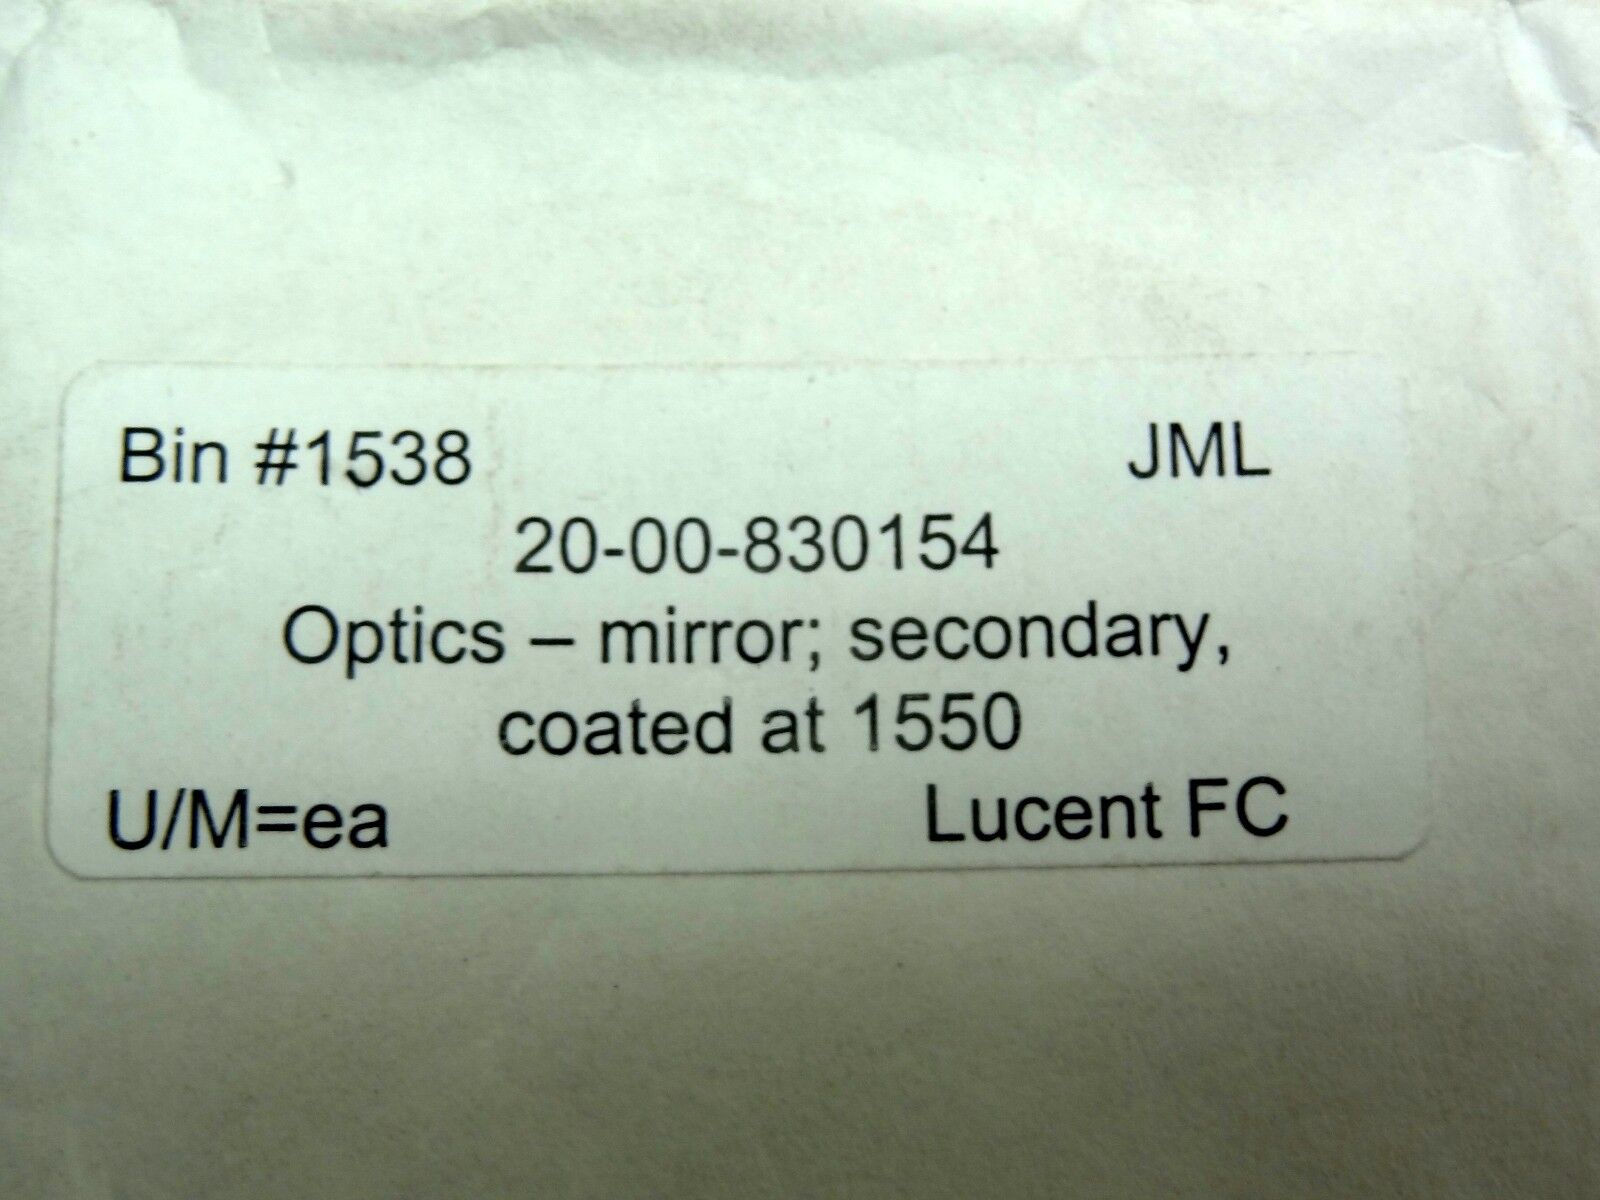 Bin #1538 JML
20-00-830154
Optics – mirror; secondary,
coated at 1550
U/M=ea Lucent FC